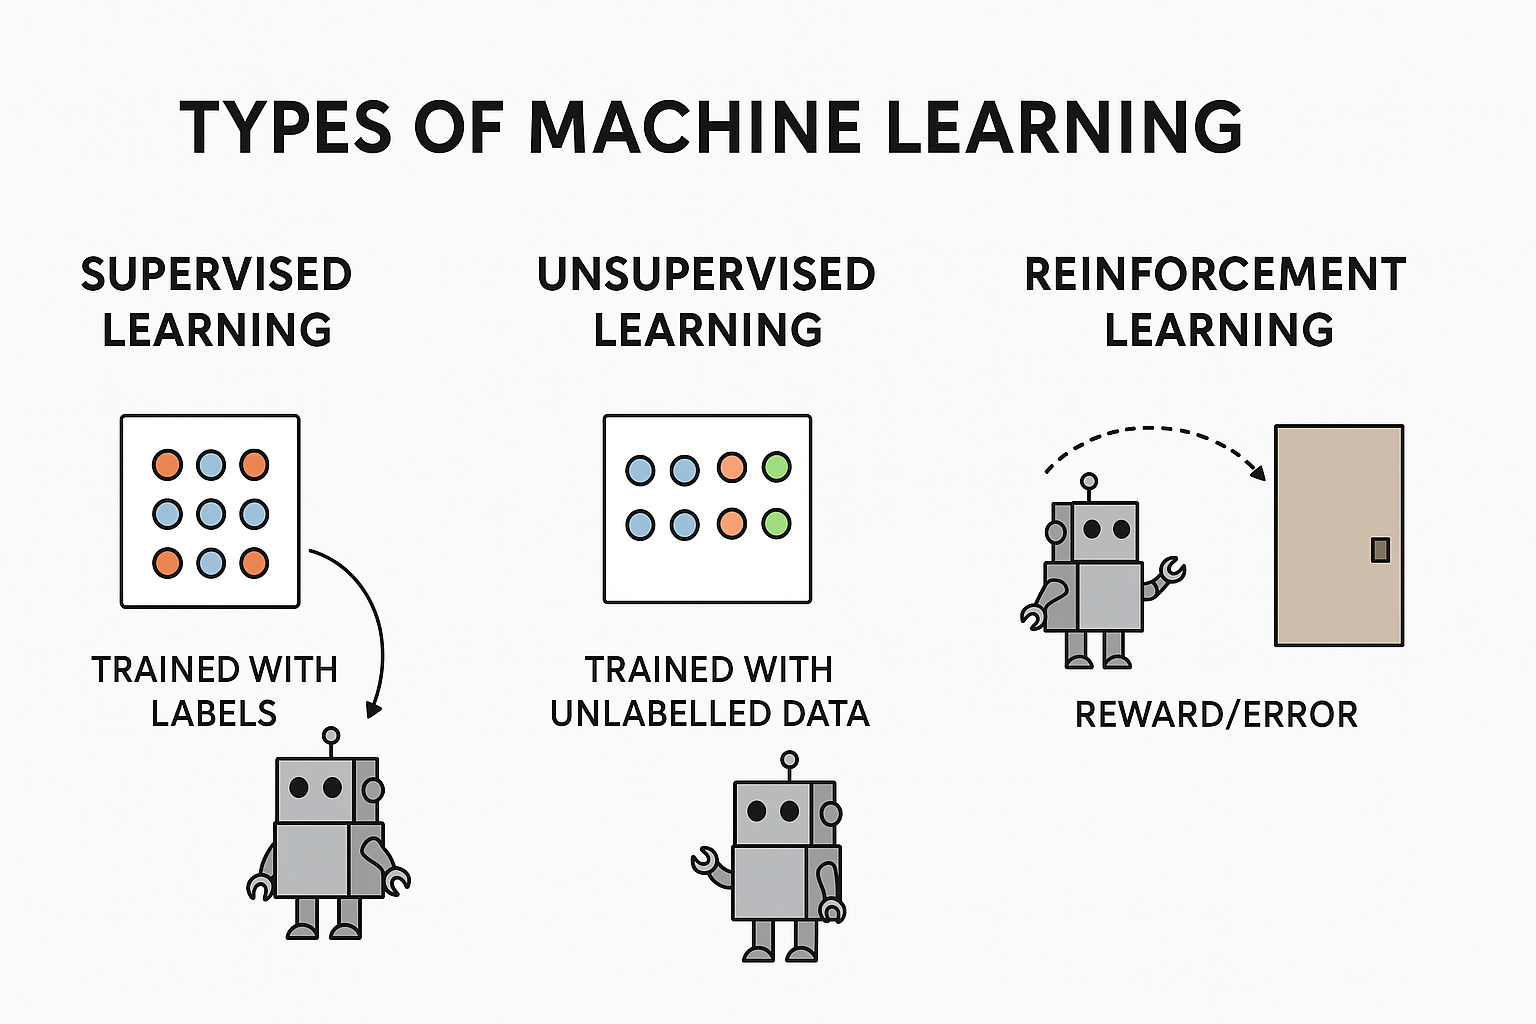 TYPES OF MACHINE LEARNING
SUPERVISED
LEARNING
TRAINED WITH
LABELS
UNSUPERVISED
LEARNING
TRAINED WITH
UNLABELLED DATA
REINFORCEMENT
LEARNING
REWARD/ERROR